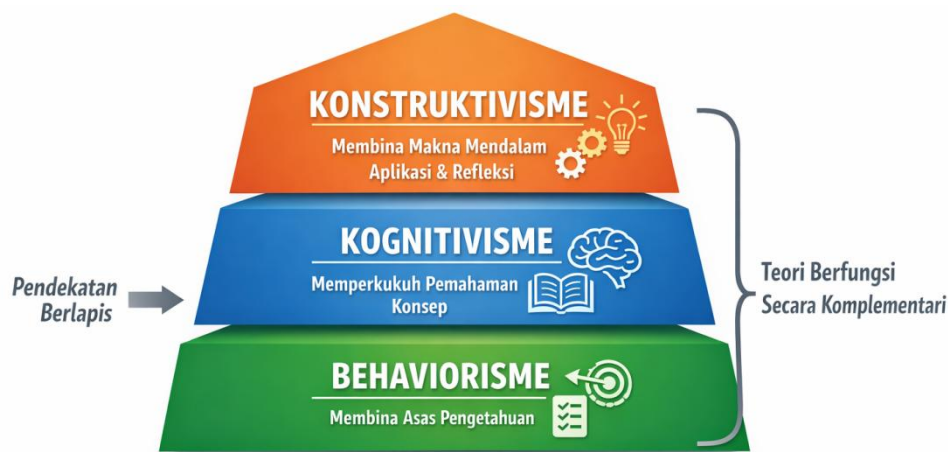 KONSTRUKTIVISME
Membina Makna Mendalam
Aplikasi & Refleksi
KOGNITIVISME
Memperkukuh Pemahaman
Konsep
Pendekatan
Berlapis
Teori Berfungsi
Secara Komplementari
BEHAVIORISME
Membina Asas Pengetahuan